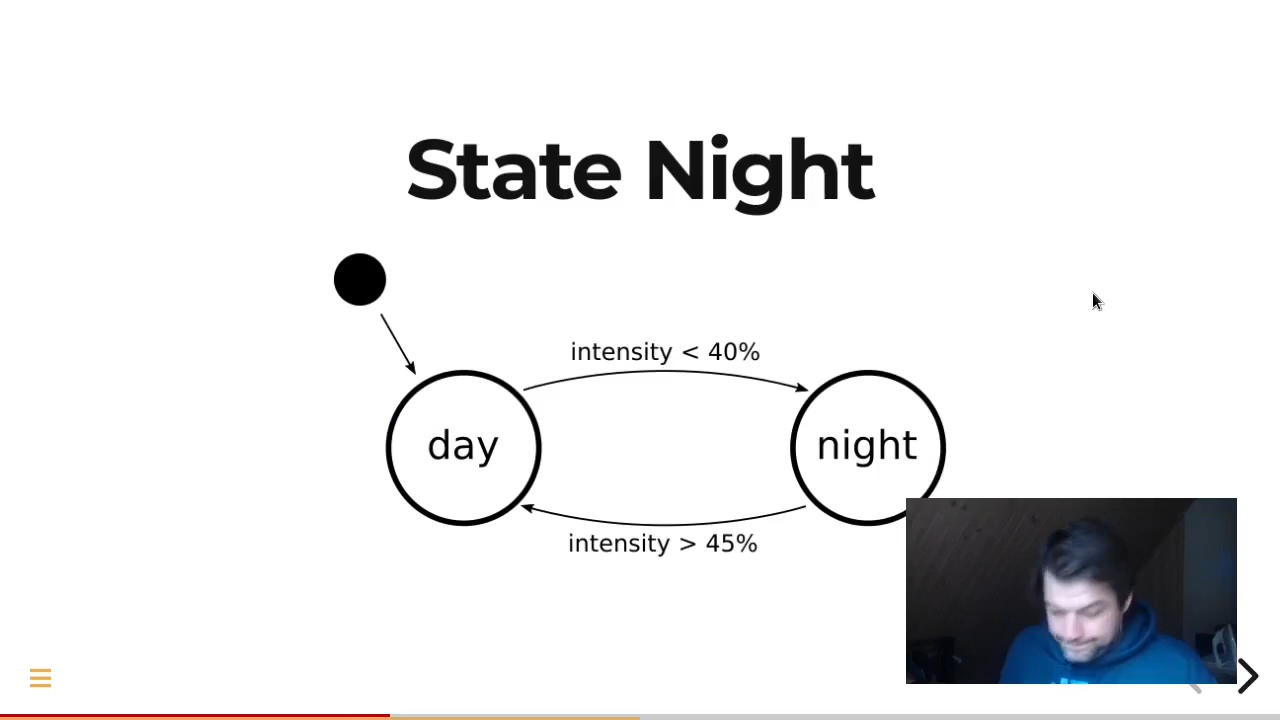 State Night
intensity < 40%
day
night
intensity > 45%